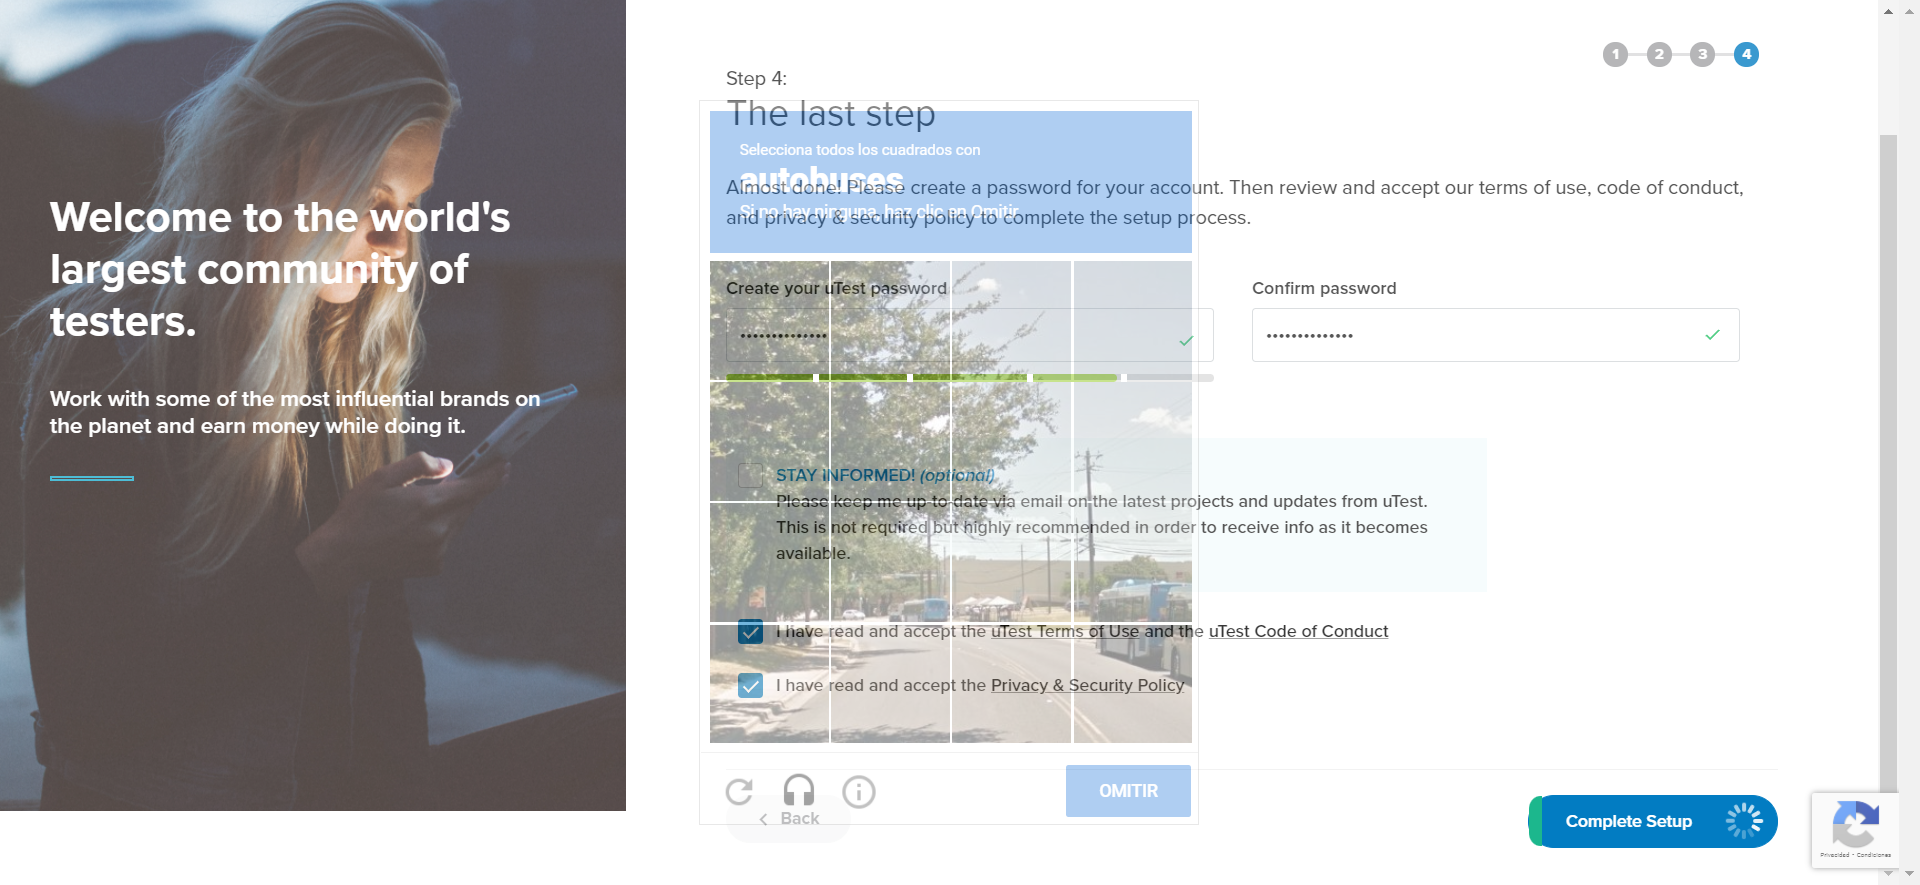 Welcome to the world's
largest community of
testers.
Work with some of the most influential brands on
the planet and earn money while doing it.
1 2 3 4
Step 4:
The last step
Selecciona todos los cuadrados con
autobuses
Si no hay ninguna, haz clic en Omitir
Almost done! Please create a password for your account. Then review and accept our terms of use, code of conduct,
and privacy & security policy to complete the setup process.
Create your uTest password
Confirm password
STAY INFORMED! (optional)
Please keep me up-to-date via email on the latest projects and updates from uTest.
This is not required but highly recommended in order to receive info as it becomes
available.
I have read and accept the uTest Terms of Use and the uTest Code of Conduct
I have read and accept the Privacy & Security Policy
OMITIR
Back
Complete Setup
Privacidad - Condiciones